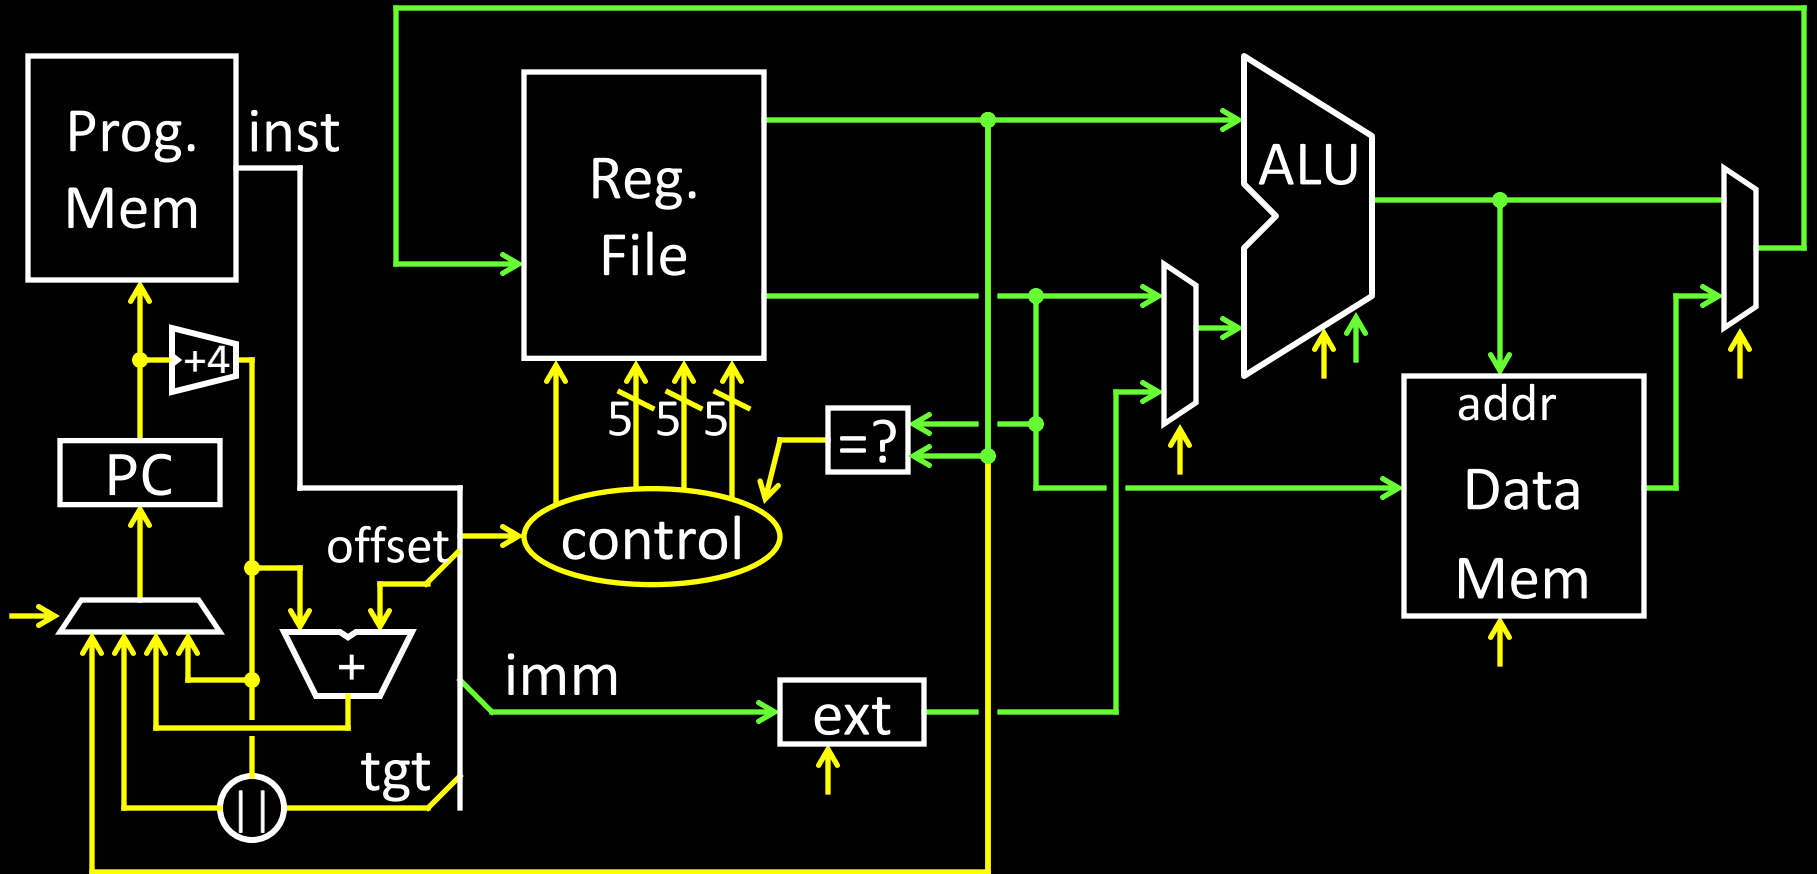 Prog.
Mem
inst
Reg.
File
ALU
+4
5 5 5
addr
=?
PC
Data
control
offset
Mem
+
imm
ext
tgt
||